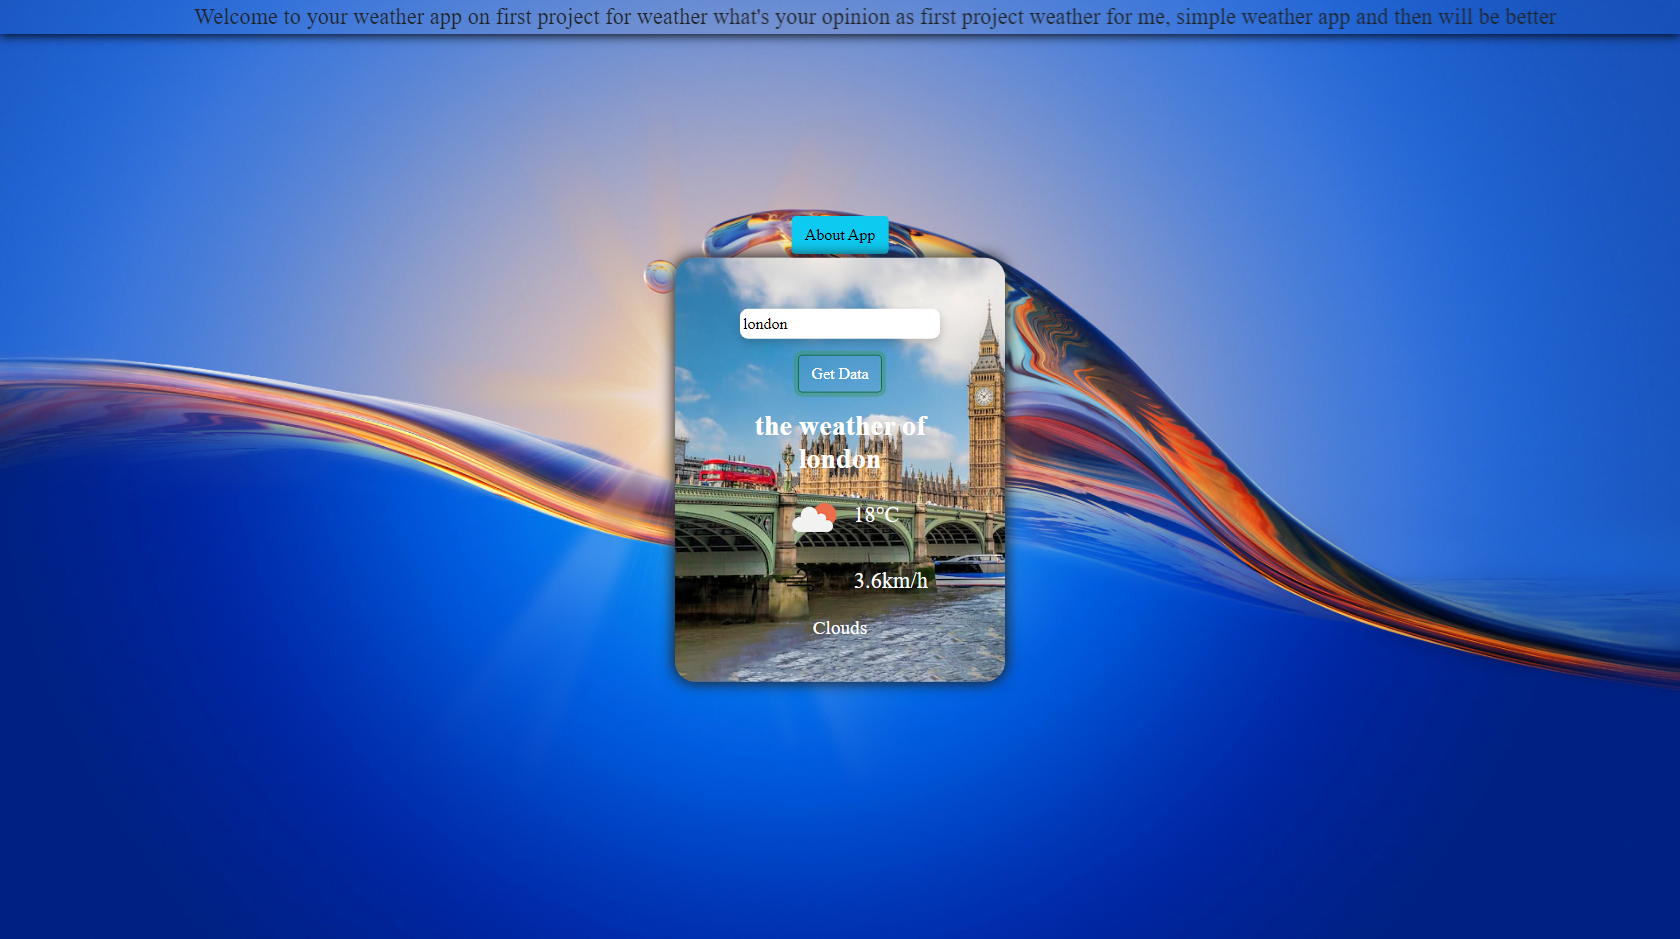 Welcome to your weather app on first project for weather what's your opinion as first project weather for me, simple weather app and then will be better
About App
london
Get Data
the weather of
london
18°C
3.6km/h
Clouds